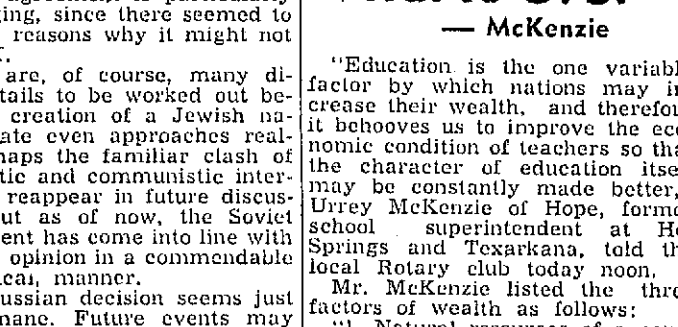 ging, since there seemed to
reasons why it might not
are, of course, many di-
tails to be worked out be-
creation of a Jewish na-
ate even approaches real-
haps the familiar clash of
tic and communistic inter-
reappear in future discus-
ut as of now, the Soviet
ent has come into line with
opinion in a commendable
ical, manner.
ussian decision seems just
mane. Future events may
— McKenzie
"Education is the one variabl
factor by which nations may in
crease their wealth, and therefor
it behooves us to improve the eco
nomic condition of teachers so tha
the character of education itse
may be constantly made better,
Urrey McKenzie of Hope, forme
school superintendent at Ho
Springs and Texarkana, told th
local Rotary club today noon.
Mr. McKenzie listed the thre
factors of wealth as follows: